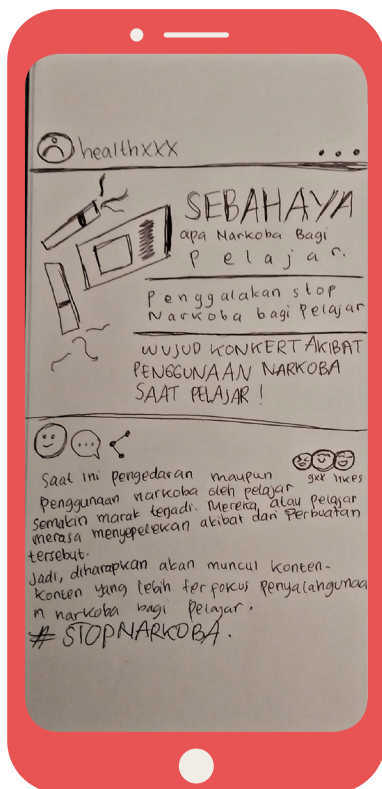 healthxxx
SEBAHAYA
apa Narkoba Bagi
Pelajar.
Penggalakan stop
Narkoba bagi Pelajar
WUJUD KONKERT AKIBAT
PENGGUNAAN NARKOBA
SAAT PELAJAR !
9xx likes
Saat Ini pengedaran maupun
Penggunaan narkoba oleh pelajar
semakin marak tegadi. Mereka atau pelajar
merasa menyepelekan akibat dari Perbuatan
tersebut.
Jadi, diharapkan akan muncul konten-
konten yang lebih terfokus penyalahgunaa
n narkoba bagi Pelajar.
# STOPNARKOBA.